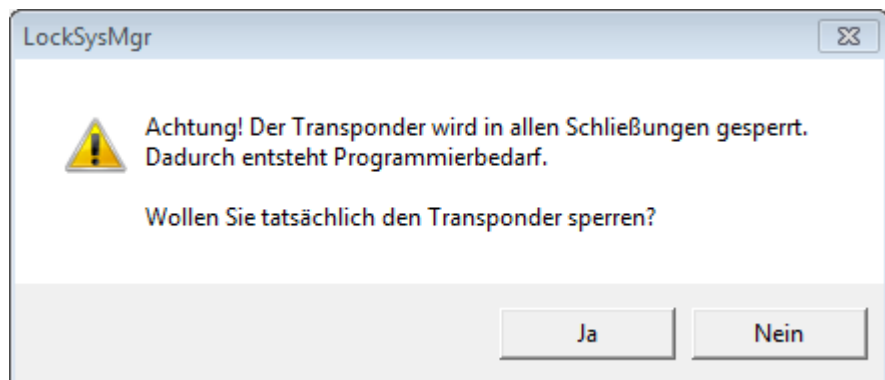 LockSysMgr
Achtung! Der Transponder wird in allen Schließungen gesperrt.
Dadurch entsteht Programmierbedarf.
Wollen Sie tatsächlich den Transponder sperren?
Ja
Nein